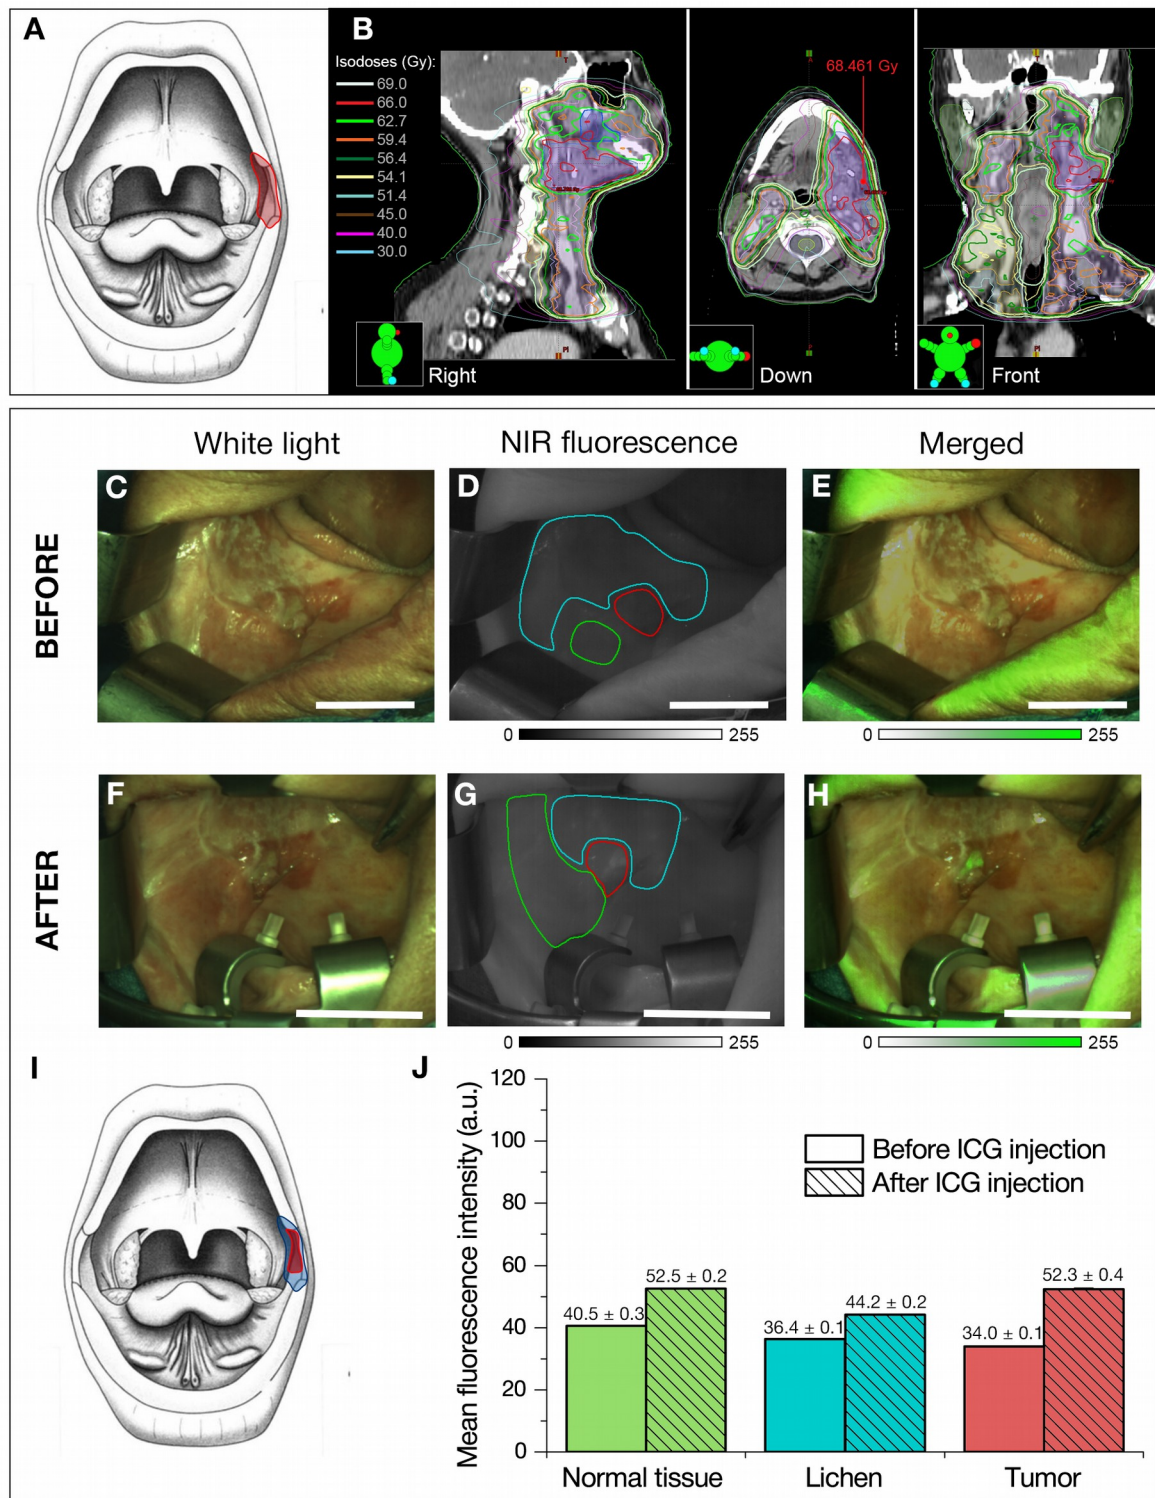 A
B
Isodoses (Gy):
69.0
66.0
62.7
59.4
56.4
54.1
51.4
45.0
40.0
30.0
68.461 Gy
Right
Down
Front
White light
NIR fluorescence
Merged
BEFORE
C
D
E
0
255
0
255
AFTER
F
G
H
0
255
0
255
I
J
Mean fluorescence intensity (a.u.)
120
100
80
60
40
20
0
Before ICG injection
After ICG injection
40.5 ± 0.3
52.5 ± 0.2
36.4 ± 0.1
44.2 ± 0.2
34.0 ± 0.1
52.3 ± 0.4
Normal tissue
Lichen
Tumor